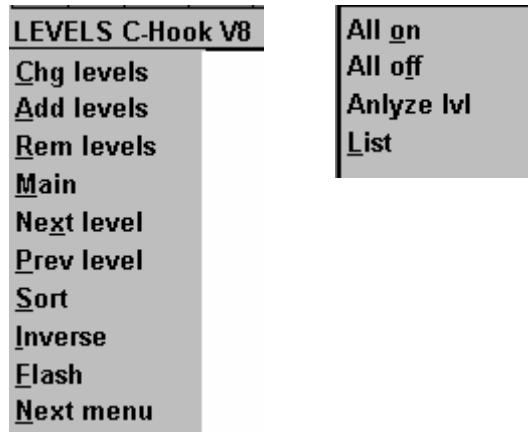 LEVELS C-Hook V8
Chg levels
Add levels
Rem levels
Main
Next level
Prev level
Sort
Inverse
Flash
Next menu
All on
All off
Anlyze lvl
List